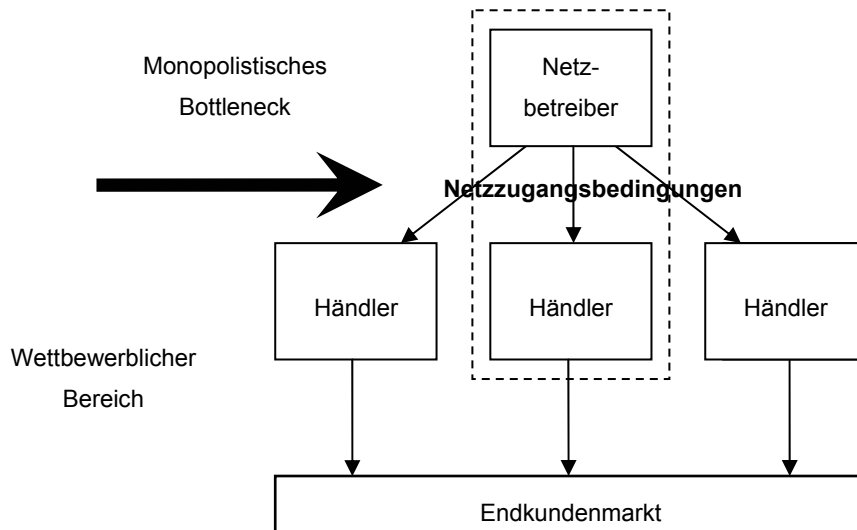 Monopolistisches
Bottleneck
Netz-
betreiber
Netzzugangsbedingungen
Händler
Händler
Händler
Wettbewerblicher
Bereich
Endkundenmarkt